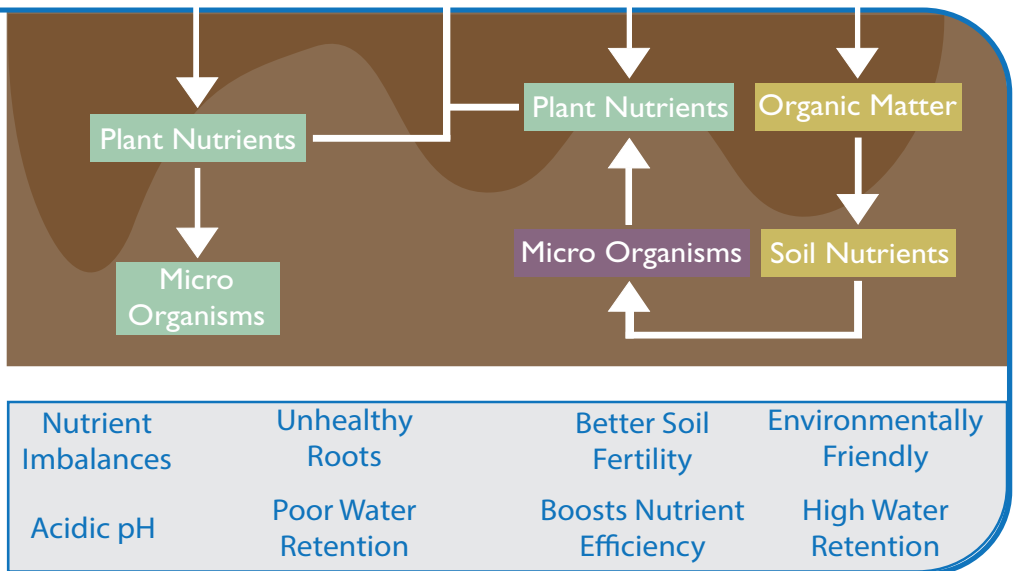 Plant Nutrients
Organic Matter
Plant Nutrients
Micro Organisms
Soil Nutrients
Micro
Organisms
Nutrient
Imbalances
Unhealthy
Roots
Better Soil
Fertility
Environmentally
Friendly
Acidic pH
Poor Water
Retention
Boosts Nutrient
Efficiency
High Water
Retention